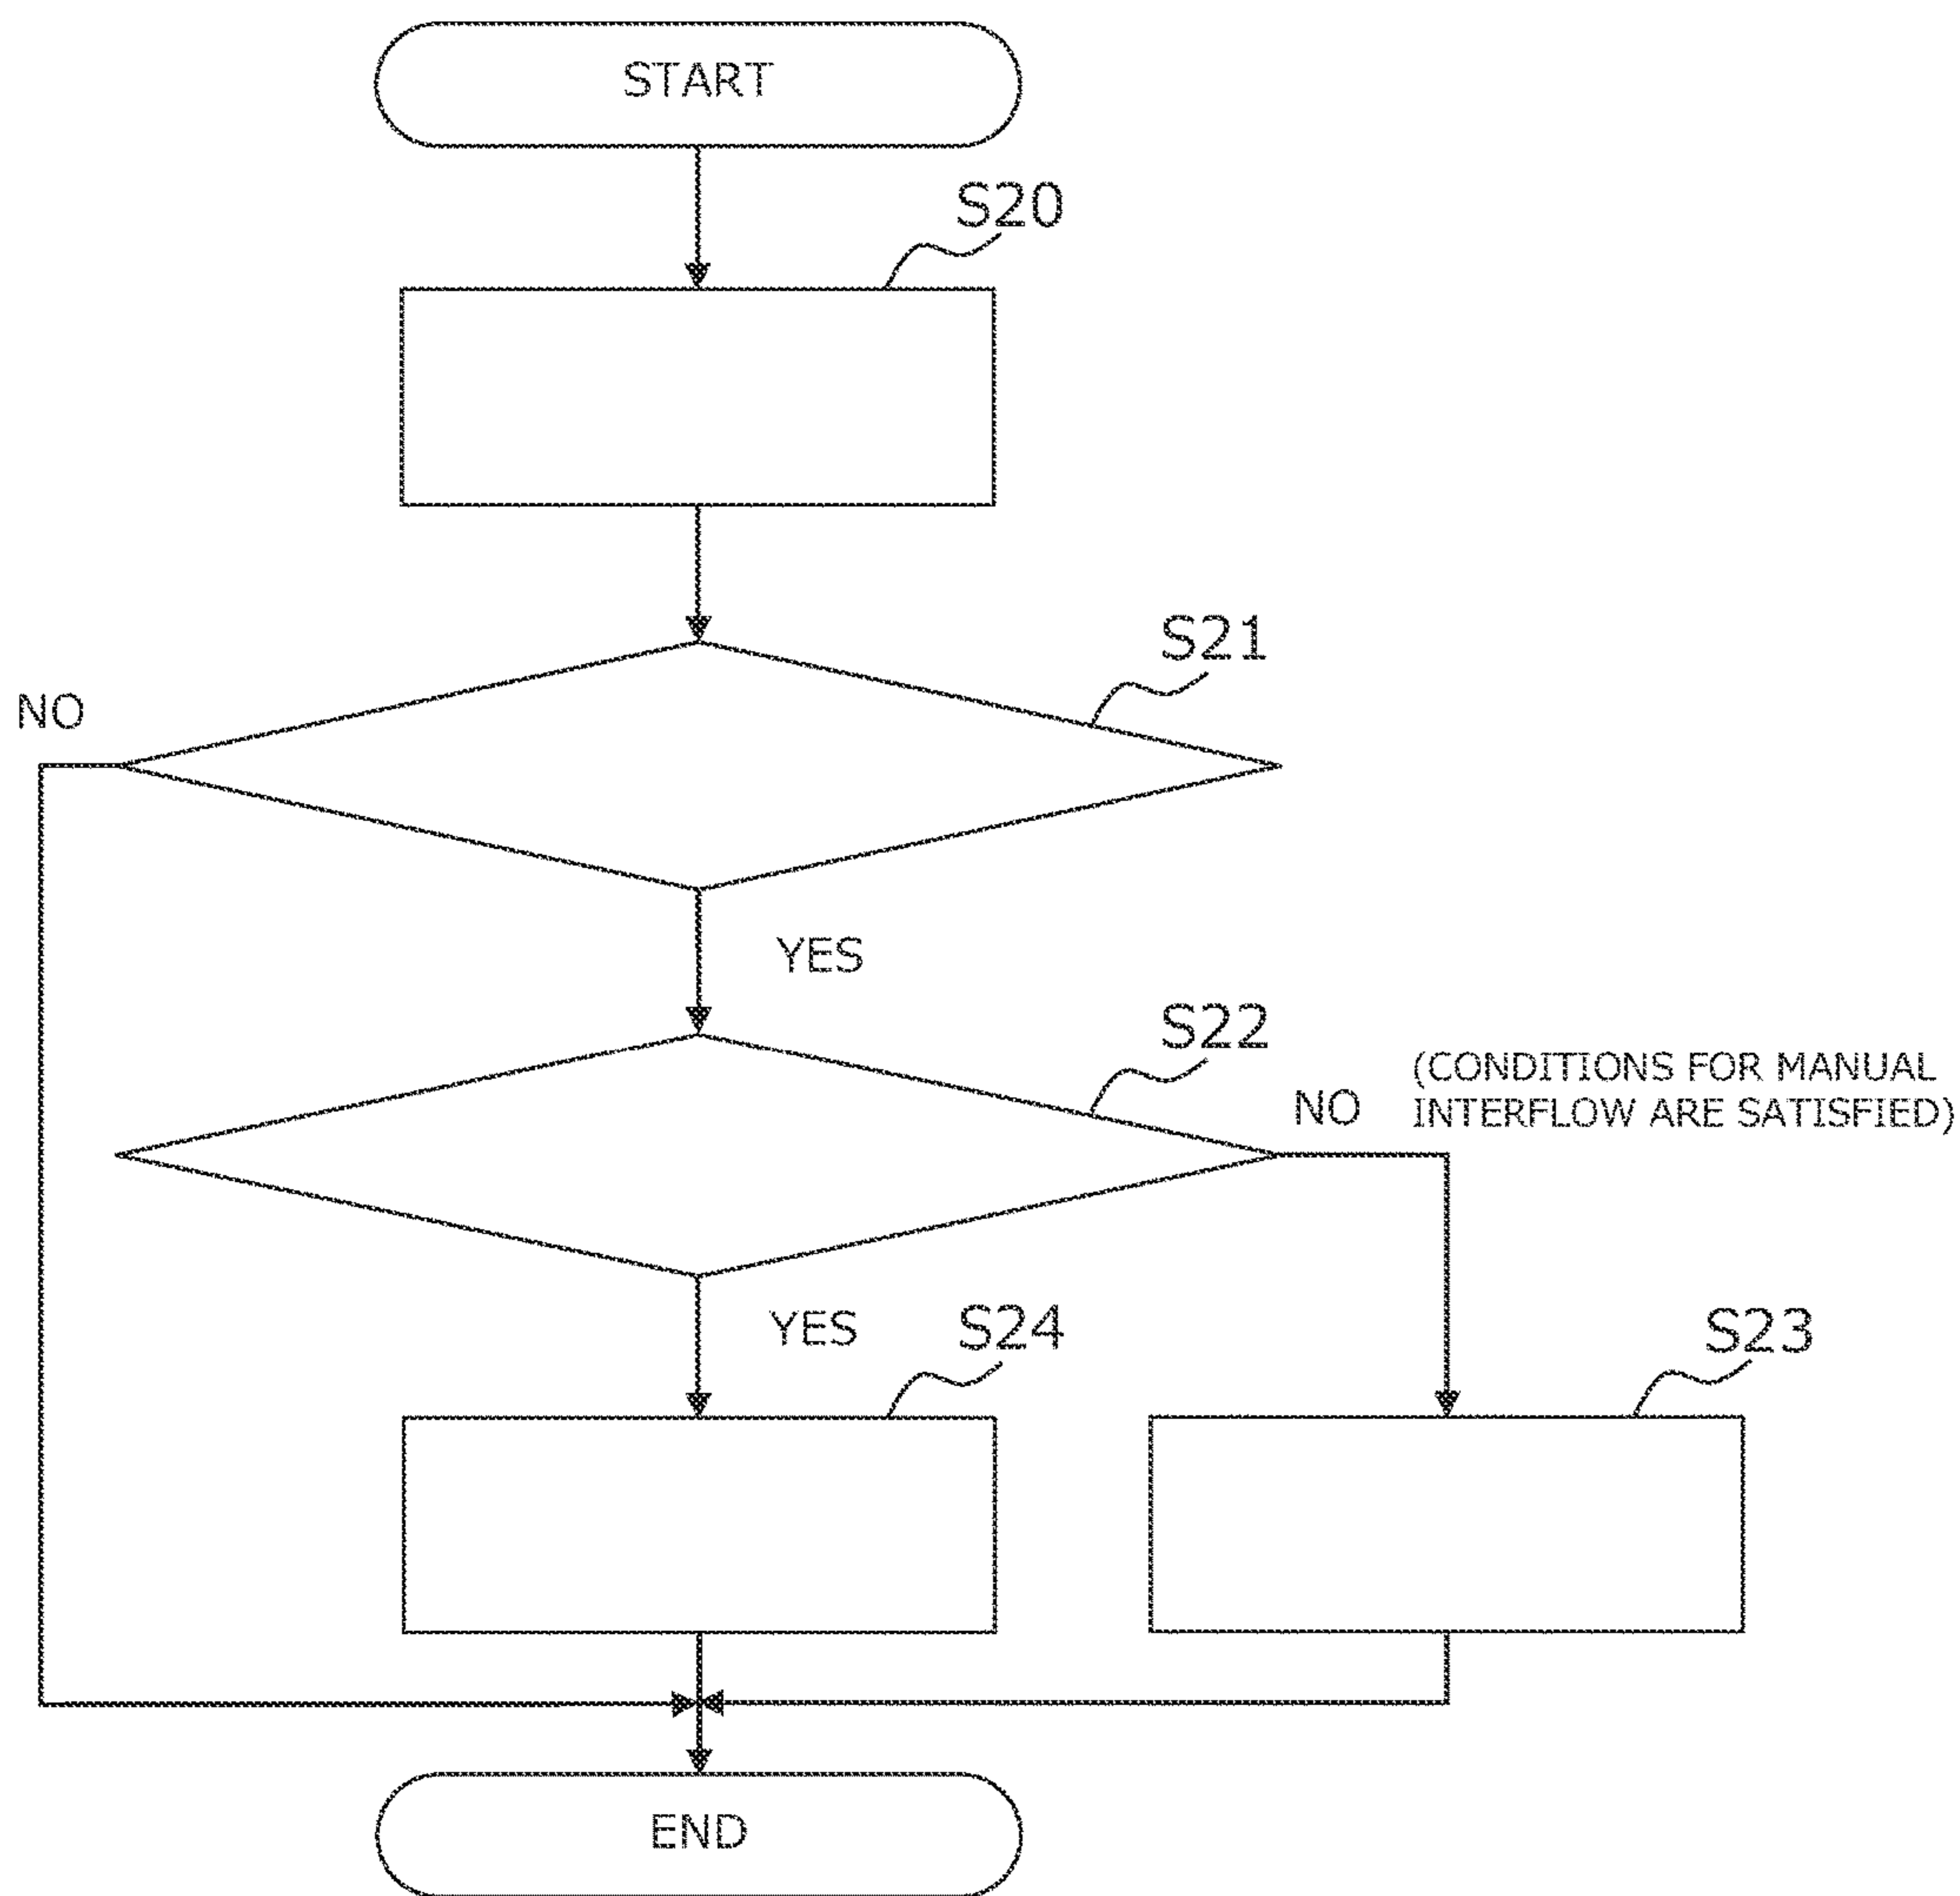 START
S20
S21
NO
YES
S22
NO
(CONDITIONS FOR MANUAL
INTERFLOW ARE SATISFIED)
YES
S24
S23
END